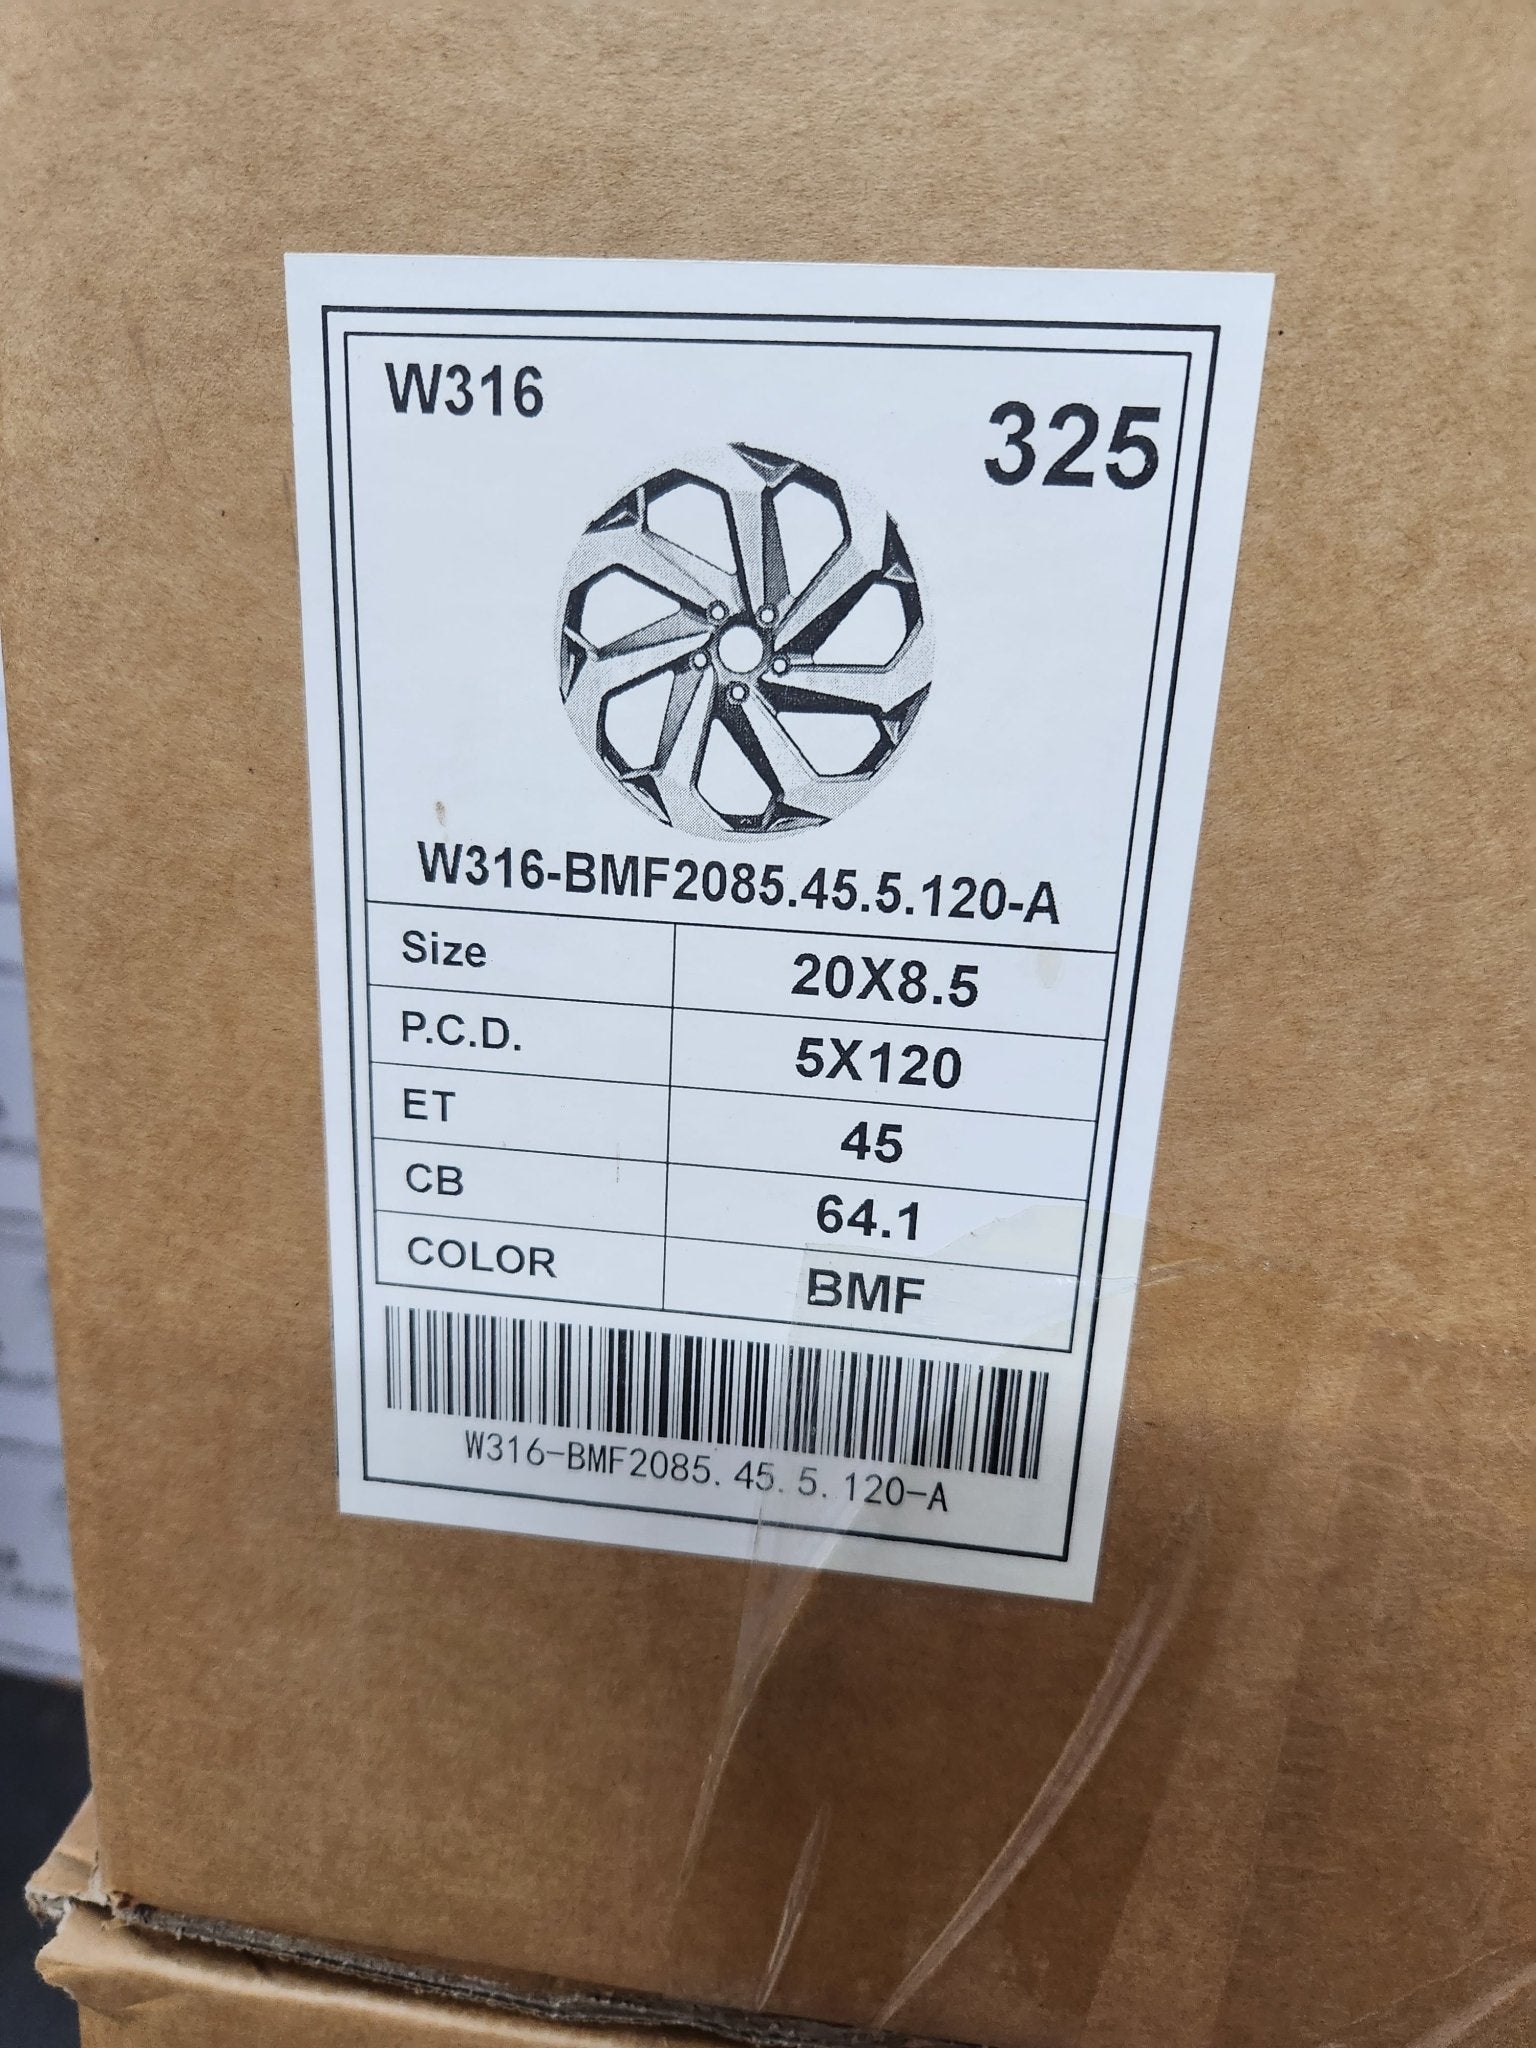 W316
325
W316-BMF2085.45.5.120-A
Size 20X8.5
P.C.D. 5X120
ET 45
CB 64.1
COLOR BMF
W316-BMF2085.45.5.120-A